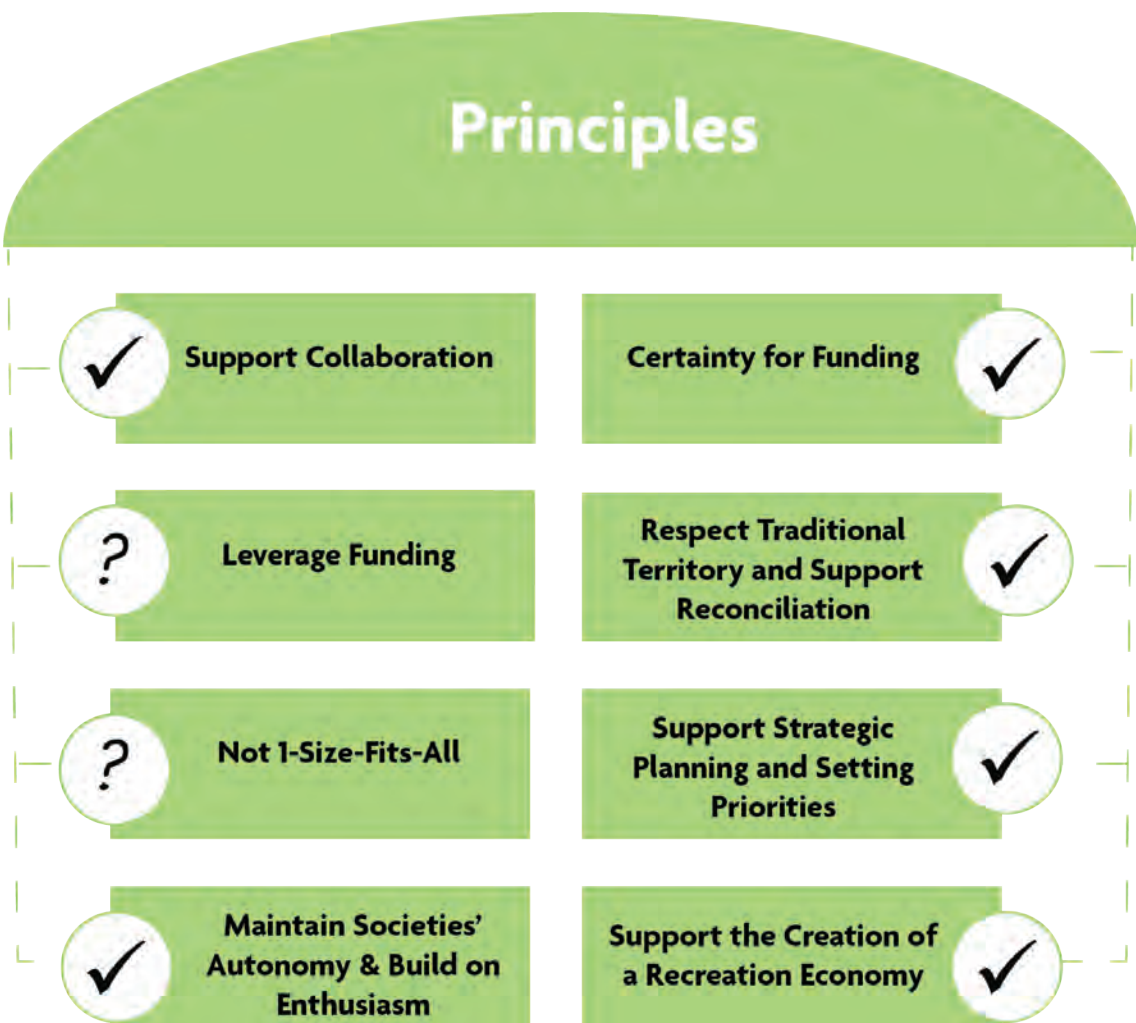 Principles
Support Collaboration
Certainty for Funding
?
Leverage Funding
Respect Traditional
Territory and Support
Reconciliation
?
Not 1-Size-Fits-All
Support Strategic
Planning and Setting
Priorities
Maintain Societies'
Autonomy & Build on
Enthusiasm
Support the Creation of
a Recreation Economy